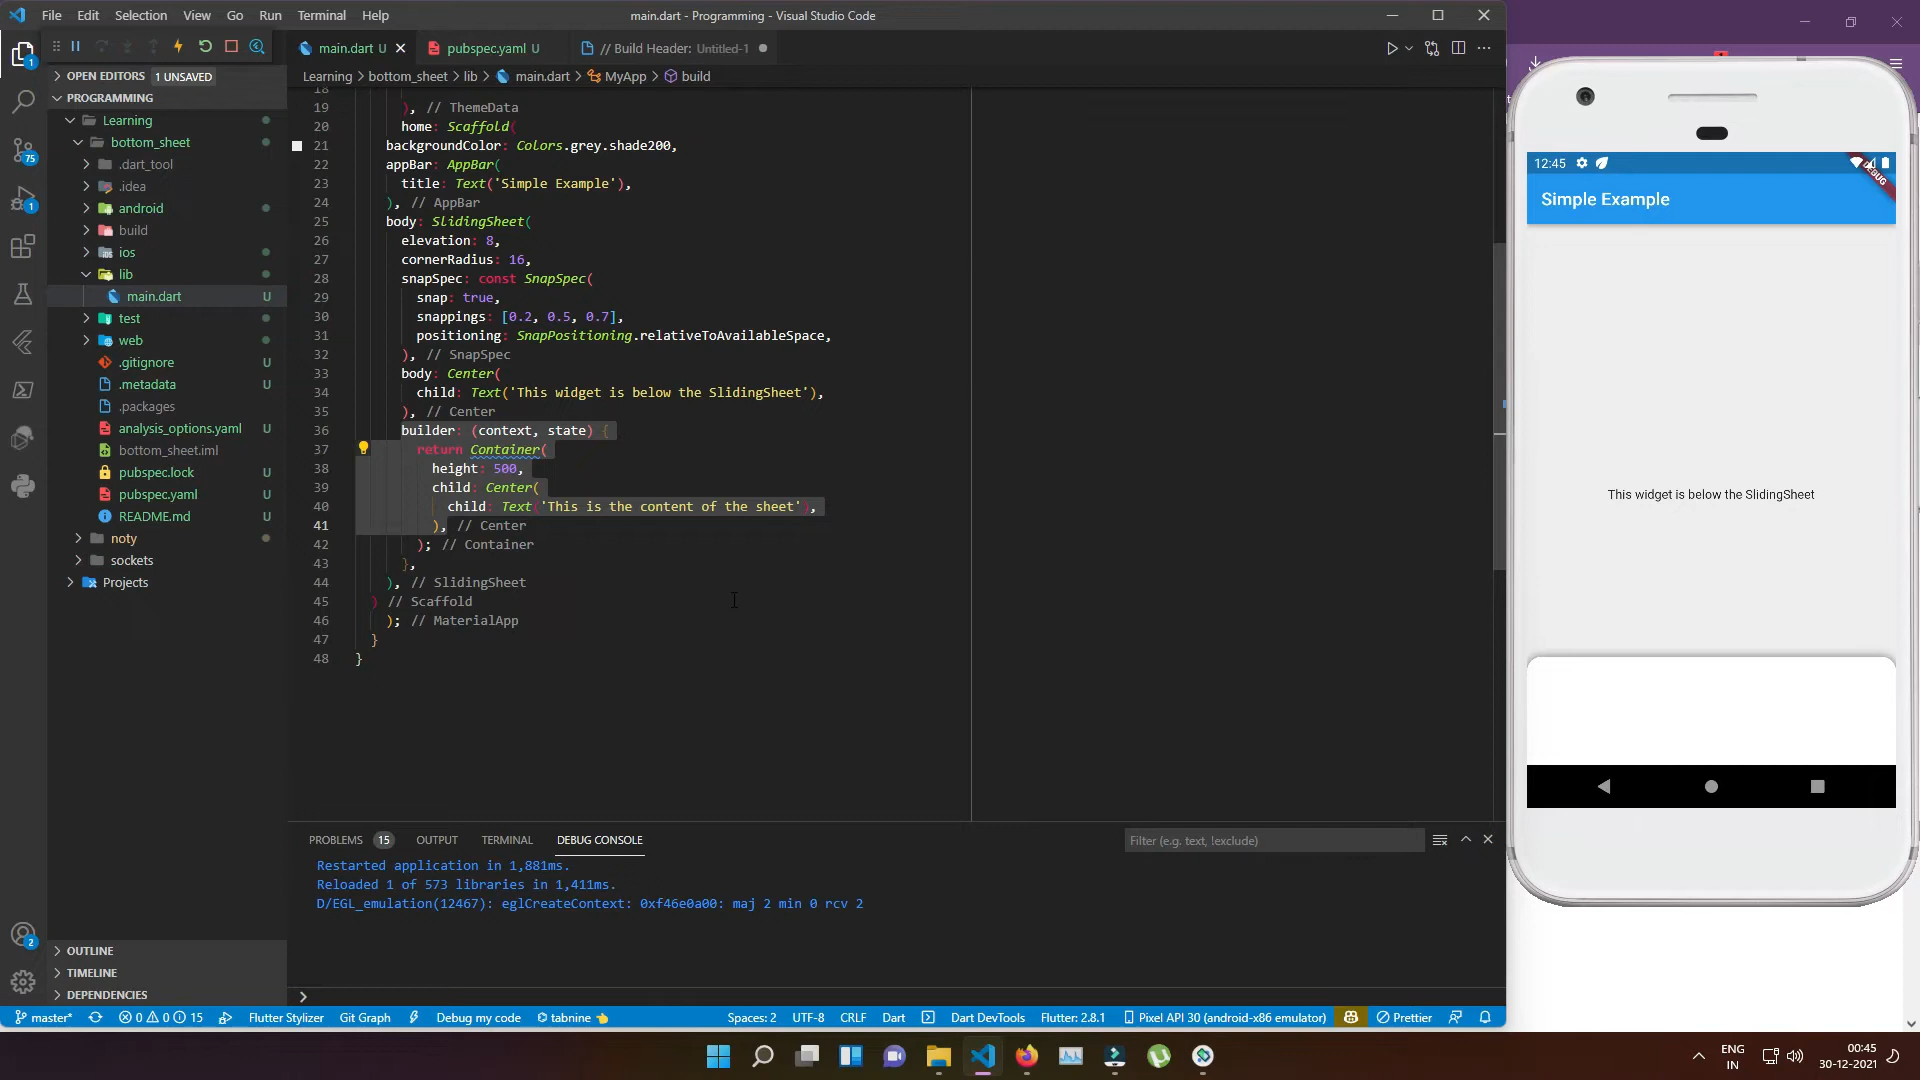 File Edit Selection View Go Run Terminal Help
main.dart - Programming - Visual Studio Code
main.dart U
pubspec.yaml U
// Build Header: Untitled-1
Learning > bottom_sheet > lib > main.dart > MyApp > build
1
75
1
2
OPEN EDITORS 1 UNSAVED
PROGRAMMING
Learning
bottom_sheet
.dart_tool
.idea
android
build
ios
lib
main.dart U
test
web
.gitignore U
.metadata U
.packages
analysis_options.yaml U
bottom_sheet.iml
pubspec.lock U
pubspec.yaml U
README.md U
noty
sockets
Projects
OUTLINE
TIMELINE
DEPENDENCIES
18
19 ), // ThemeData
20 home: Scaffold(
21 backgroundColor: Colors.grey.shade200,
22 appBar: AppBar(
23 title: Text('Simple Example'),
24 ), // AppBar
25 body: SlidingSheet(
26 elevation: 8,
27 cornerRadius: 16,
28 snapSpec: const SnapSpec(
29 snap: true,
30 snappings: [0.2, 0.5, 0.7],
31 positioning: SnapPositioning.relativeToAvailableSpace,
32 ), // SnapSpec
33 body: Center(
34 child: Text('This widget is below the SlidingSheet'),
35 ), // Center
36 builder: (context, state) {
37 return Container(
38 height: 500,
39 child: Center(
40 child: Text('This is the content of the sheet'),
41 ), // Center
42 ); // Container
43 },
44 ), // SlidingSheet
45 ) // Scaffold
46 ); // MaterialApp
47 }
48 }
PROBLEMS 15 OUTPUT TERMINAL DEBUG CONSOLE
Filter (e.g. text, !exclude)
Restarted application in 1,881ms.
Reloaded 1 of 573 libraries in 1,411ms.
D/EGL_emulation(12467): eglCreateContext: 0xf46e0a00: maj 2 min 0 rcv 2
master* 0 0 15 Flutter Stylizer Git Graph Debug my code tabnine Spaces: 2 UTF-8 CRLF Dart Dart DevTools Flutter: 2.8.1 Pixel API 30 (android-x86 emulator) Prettier
12:45
DEBUG
Simple Example
This widget is below the SlidingSheet
ENG
IN
00:45
30-12-2021